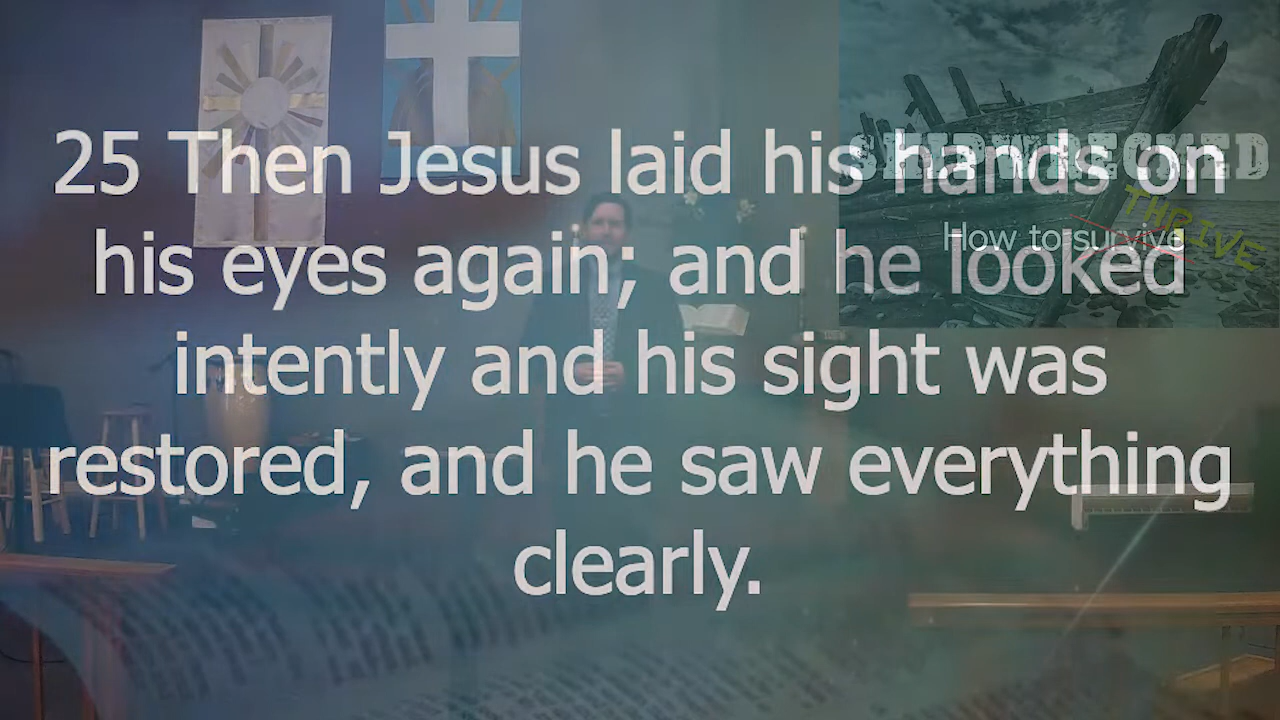 25 Then Jesus laid his hands on
his eyes again; and he looked
intently and his sight was
restored, and he saw everything
clearly.
SHIPWRECKED
How to survive
THRIVE